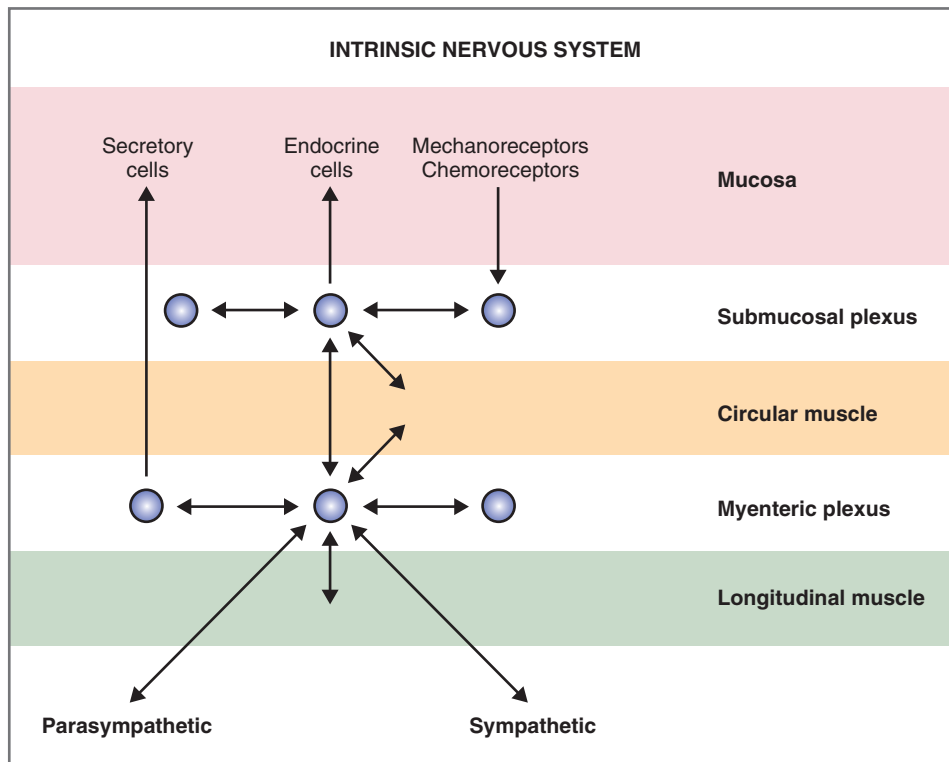 INTRINSIC NERVOUS SYSTEM
Secretory
cells
Endocrine
cells
Mechanoreceptors
Chemoreceptors
Mucosa
Submucosal plexus
Circular muscle
Myenteric plexus
Longitudinal muscle
Parasympathetic
Sympathetic